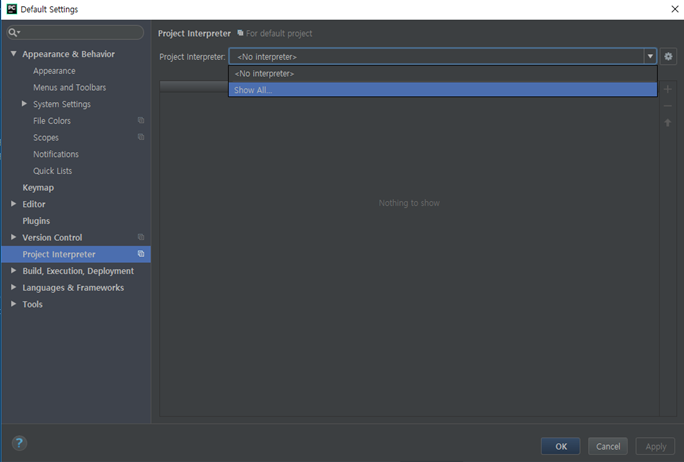 Default Settings
Project Interpreter For default project
Appearance & Behavior
Appearance
Menus and Toolbars
System Settings
File Colors
Scopes
Notifications
Quick Lists
Keymap
Editor
Plugins
Version Control
Project Interpreter
Build, Execution, Deployment
Languages & Frameworks
Tools
Project Interpreter: <No interpreter>
<No interpreter>
Show All...
Nothing to show
?
OK Cancel Apply